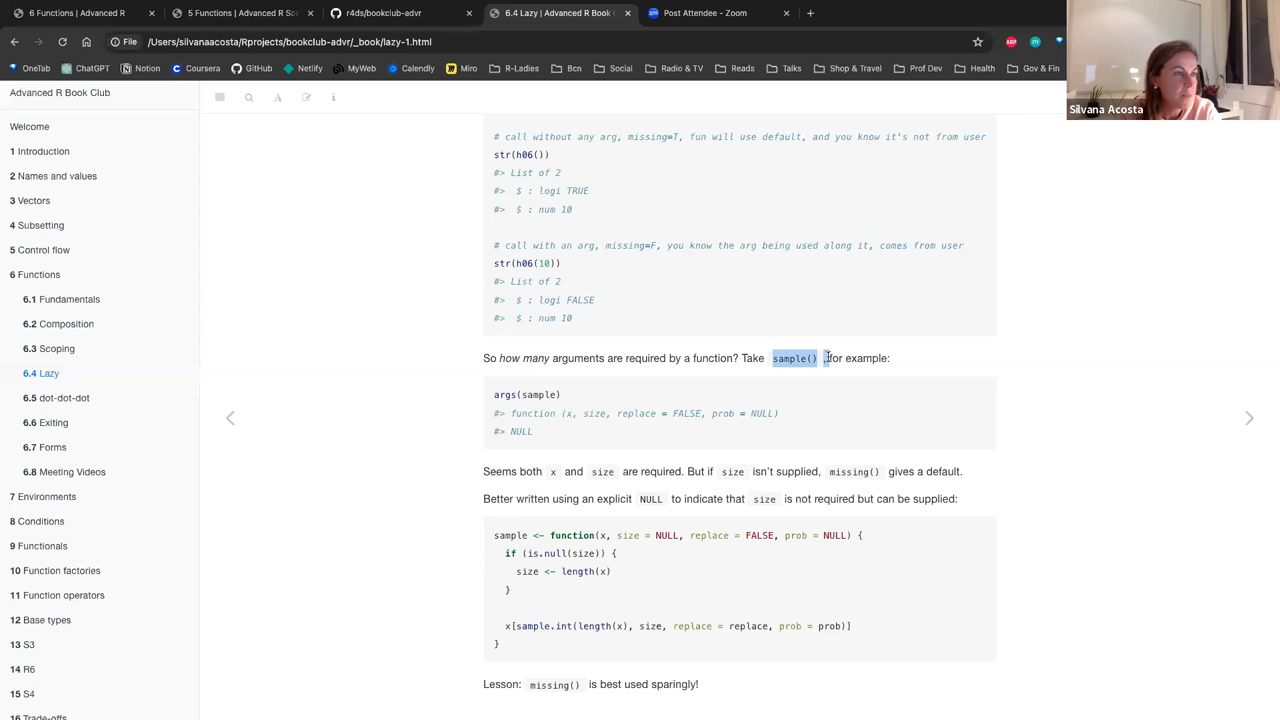 6 Functions | Advanced R
5 Functions | Advanced R Sol
r4ds/bookclub-advr
6.4 Lazy | Advanced R Book C
Post Attendee - Zoom
File
/Users/silvanaacosta/Rprojects/bookclub-advr/_book/lazy-1.html
OneTab
ChatGPT
Notion
Coursera
GitHub
Netlify
MyWeb
Calendly
Miro
R-Ladies
Bcn
Social
Radio & TV
Reads
Talks
Shop & Travel
Prof Dev
Health
Gov & Fin
Silvana Acosta
Advanced R Book Club
Welcome
1 Introduction
2 Names and values
3 Vectors
4 Subsetting
5 Control flow
6 Functions
6.1 Fundamentals
6.2 Composition
6.3 Scoping
6.4 Lazy
6.5 dot-dot-dot
6.6 Exiting
6.7 Forms
6.8 Meeting Videos
7 Environments
8 Conditions
9 Functionals
10 Function factories
11 Function operators
12 Base types
13 S3
14 R6
15 S4
16 Trade-offs
# call without any arg, missing=T, fun will use default, and you know it's not from user
str(h06())
#> List of 2
#>  $ : logi TRUE
#>  $ : num 10
# call with an arg, missing=F, you know the arg being used along it, comes from user
str(h06(10))
#> List of 2
#>  $ : logi FALSE
#>  $ : num 10
So how many arguments are required by a function? Take sample() , for example:
args(sample)
#> function (x, size, replace = FALSE, prob = NULL)
#> NULL
Seems both x and size are required. But if size isn't supplied, missing() gives a default.
Better written using an explicit NULL to indicate that size is not required but can be supplied:
sample <- function(x, size = NULL, replace = FALSE, prob = NULL) {
  if (is.null(size)) {
    size <- length(x)
  }
  x[sample.int(length(x), size, replace = replace, prob = prob)]
}
Lesson: missing() is best used sparingly!